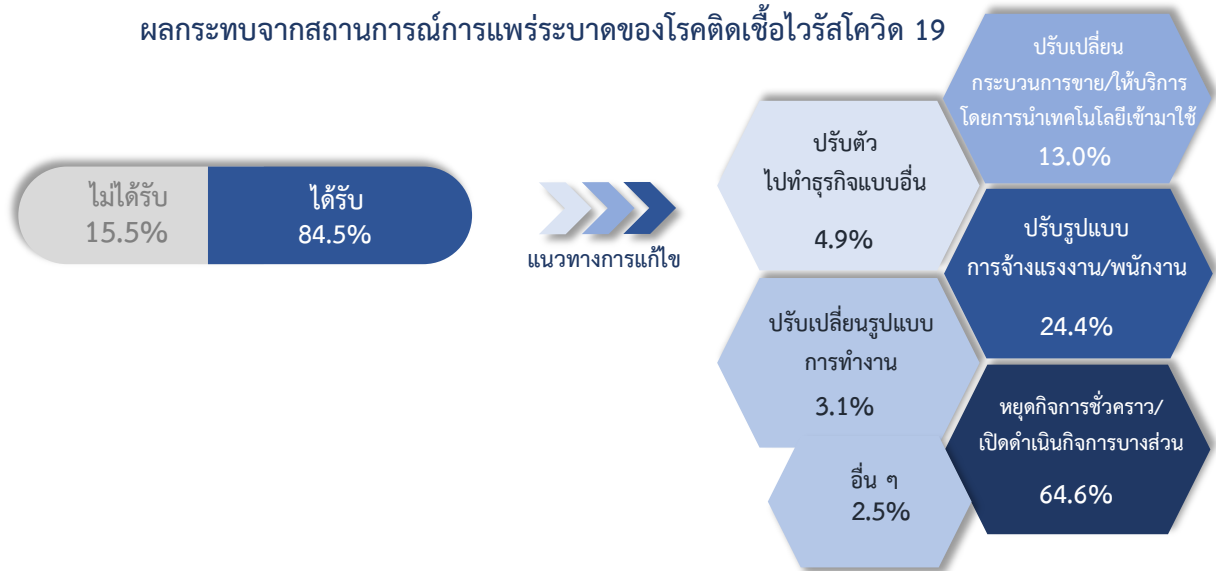 ผลกระทบจากสถานการณ์การแพร่ระบาดของโรคติดเชื้อไวรัสโควิด 19
ไม่ได้รับ
15.5%
ได้รับ
84.5%
แนวทางการแก้ไข
ปรับเปลี่ยน
กระบวนการขาย/ให้บริการ
โดยการนำเทคโนโลยีเข้ามาใช้
13.0%
ปรับตัว
ไปทำธุรกิจแบบอื่น
4.9%
ปรับรูปแบบ
การจ้างแรงงาน/พนักงาน
24.4%
ปรับเปลี่ยนรูปแบบ
การทำงาน
3.1%
หยุดกิจการชั่วคราว/
เปิดดำเนินกิจการบางส่วน
64.6%
อื่น ๆ
2.5%